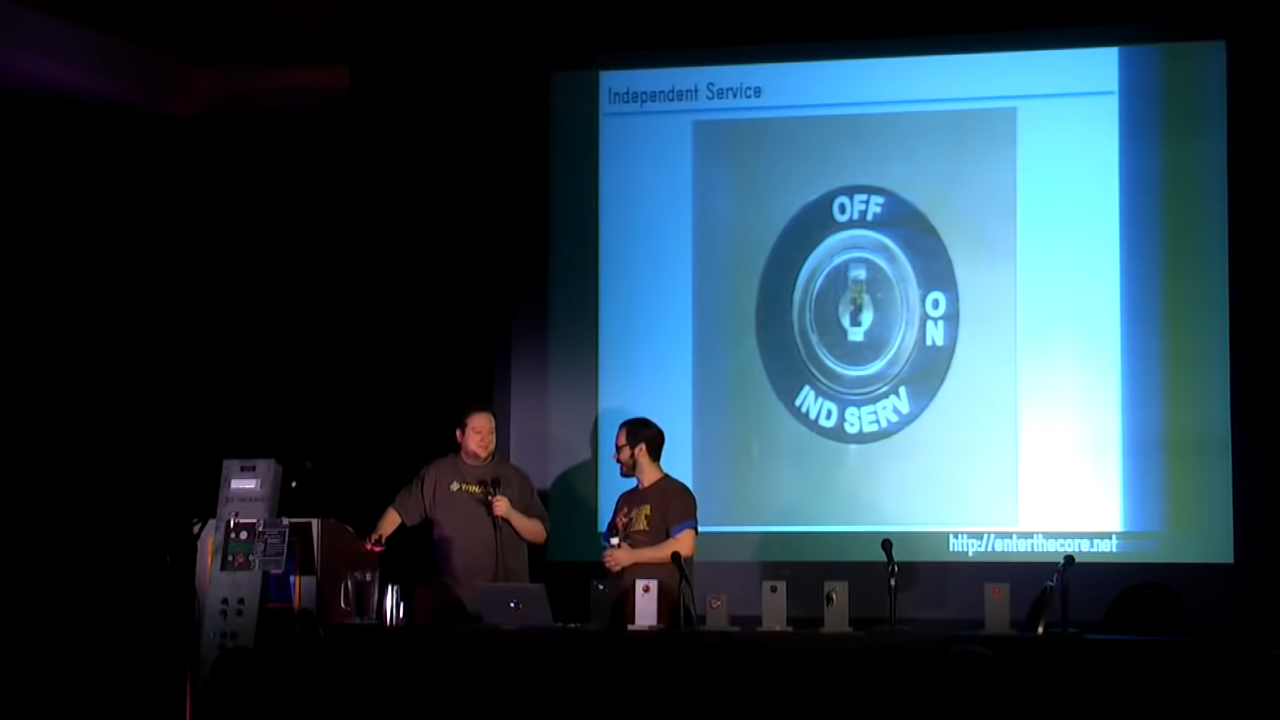 Independent Service
OFF
ON
IND SERV
http://enterthecore.net